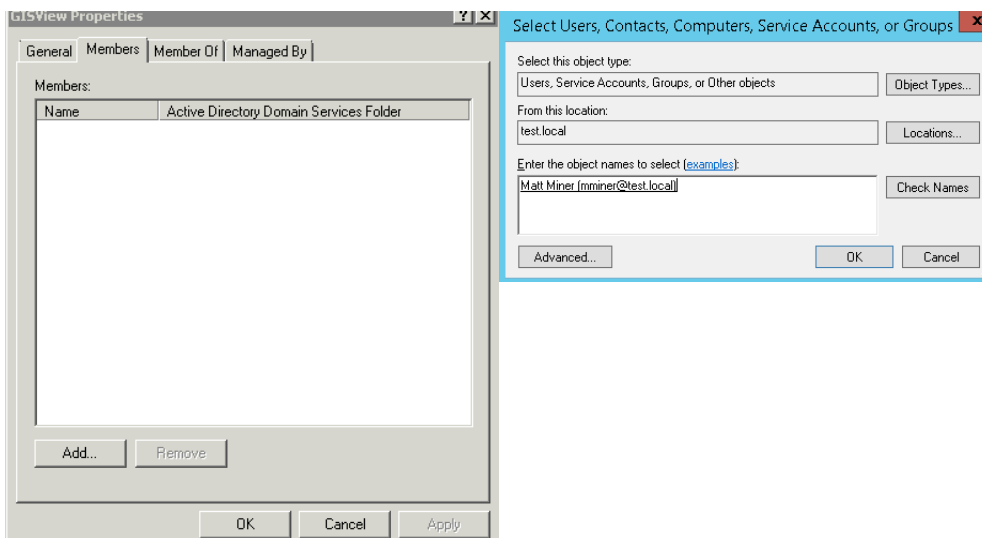 GISView Properties
? X
General Members Member Of Managed By
Members:
Name Active Directory Domain Services Folder
Add... Remove
OK Cancel Apply
Select Users, Contacts, Computers, Service Accounts, or Groups x
Select this object type:
Users, Service Accounts, Groups, or Other objects Object Types...
From this location:
test.local Locations...
Enter the object names to select (examples):
Matt Miner (mminer@test.local) Check Names
Advanced... OK Cancel